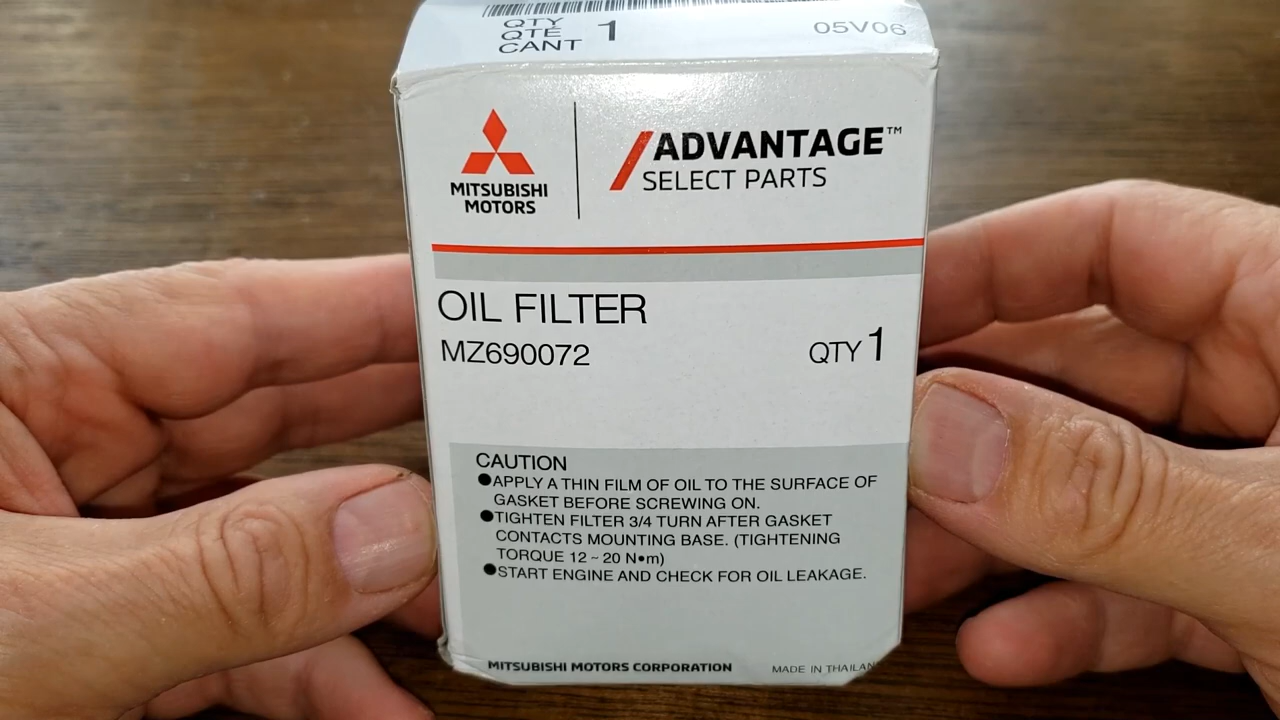 QTY
QTE
CANT 1
05V06
MITSUBISHI
MOTORS
ADVANTAGE™
SELECT PARTS
OIL FILTER
MZ690072
QTY 1
CAUTION
●APPLY A THIN FILM OF OIL TO THE SURFACE OF
GASKET BEFORE SCREWING ON.
●TIGHTEN FILTER 3/4 TURN AFTER GASKET
CONTACTS MOUNTING BASE. (TIGHTENING
TORQUE 12 ~ 20 N•m)
●START ENGINE AND CHECK FOR OIL LEAKAGE.
MITSUBISHI MOTORS CORPORATION
MADE IN THAILAN